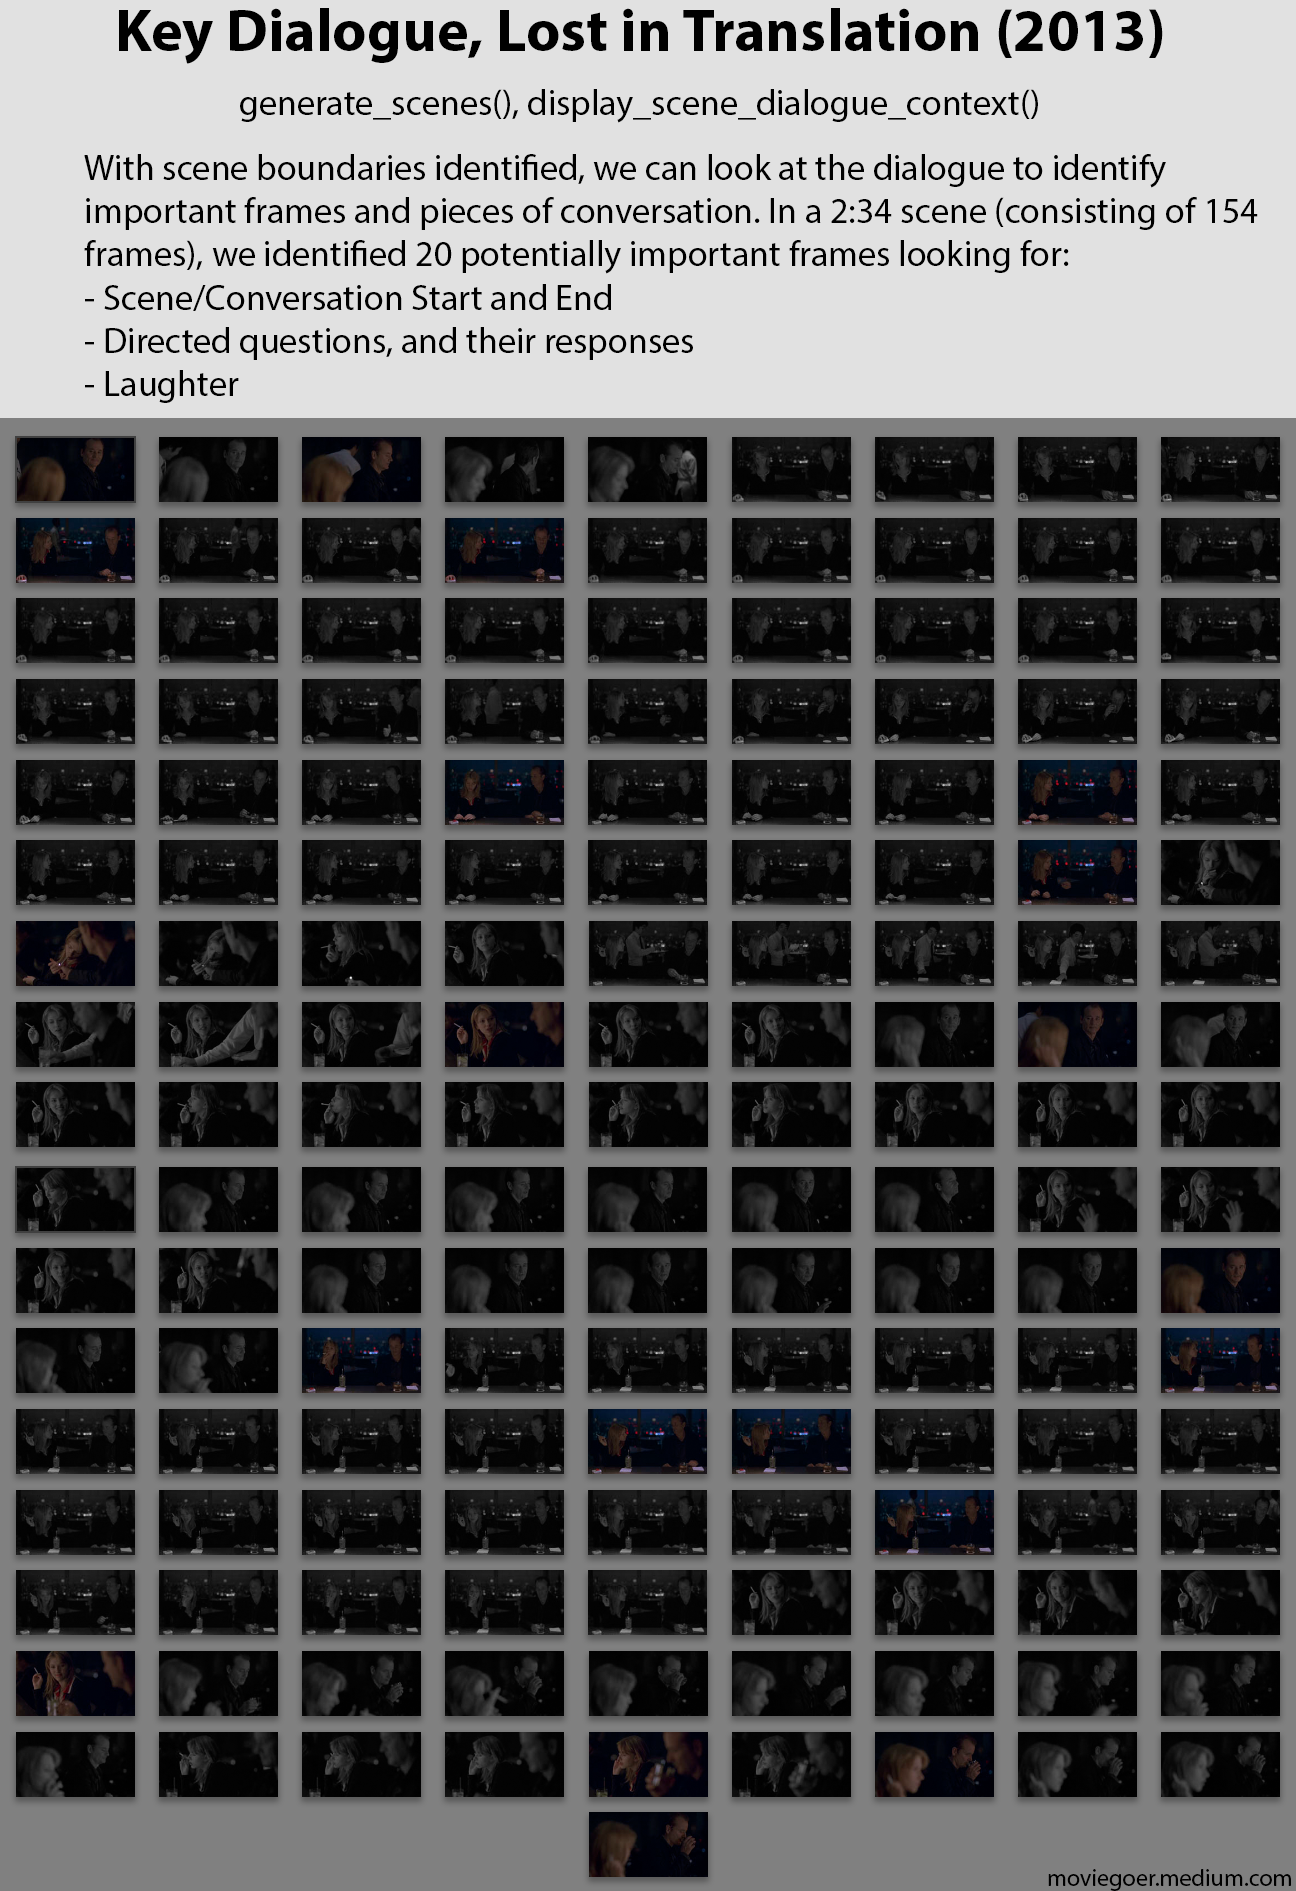 Key Dialogue, Lost in Translation (2013)
generate_scenes(), display_scene_dialogue_context()
With scene boundaries identified, we can look at the dialogue to identify
important frames and pieces of conversation. In a 2:34 scene (consisting of 154
frames), we identified 20 potentially important frames looking for:
- Scene/Conversation Start and End
- Directed questions, and their responses
- Laughter
moviegoer.medium.com